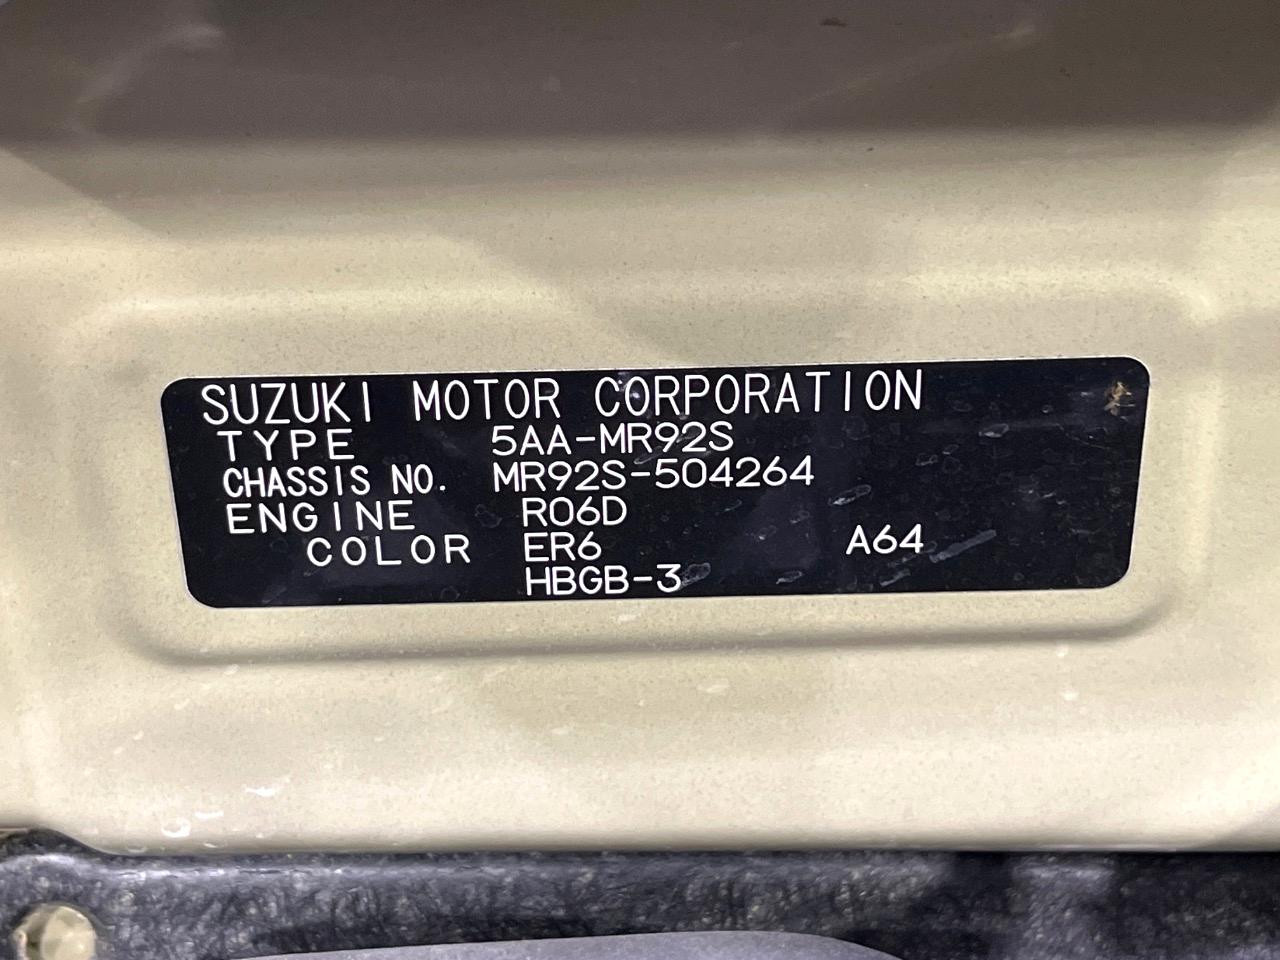 SUZUKI MOTOR CORPORATION
TYPE 5AA-MR92S
CHASSIS NO. MR92S-504264
ENGINE R06D
COLOR ER6 A64
HBGB-3